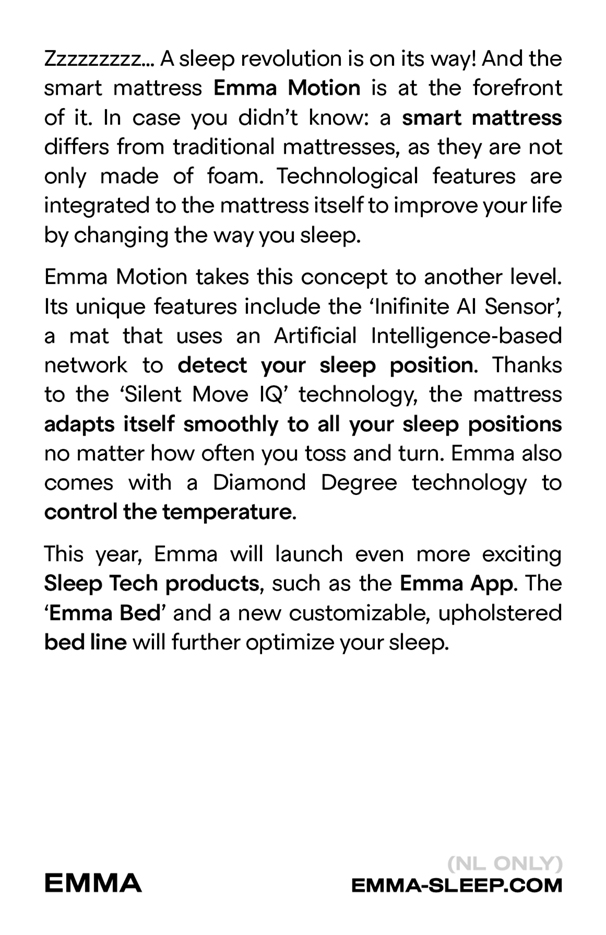 Zzzzzzzzz... A sleep revolution is on its way! And the
smart mattress Emma Motion is at the forefront
of it. In case you didn’t know: a smart mattress
differs from traditional mattresses, as they are not
only made of foam. Technological features are
integrated to the mattress itself to improve your life
by changing the way you sleep.
Emma Motion takes this concept to another level.
Its unique features include the ‘Inifinite AI Sensor’,
a mat that uses an Artificial Intelligence-based
network to detect your sleep position. Thanks
to the ‘Silent Move IQ’ technology, the mattress
adapts itself smoothly to all your sleep positions
no matter how often you toss and turn. Emma also
comes with a Diamond Degree technology to
control the temperature.
This year, Emma will launch even more exciting
Sleep Tech products, such as the Emma App. The
‘Emma Bed’ and a new customizable, upholstered
bed line will further optimize your sleep.
(NL ONLY)
EMMA
EMMA-SLEEP.COM